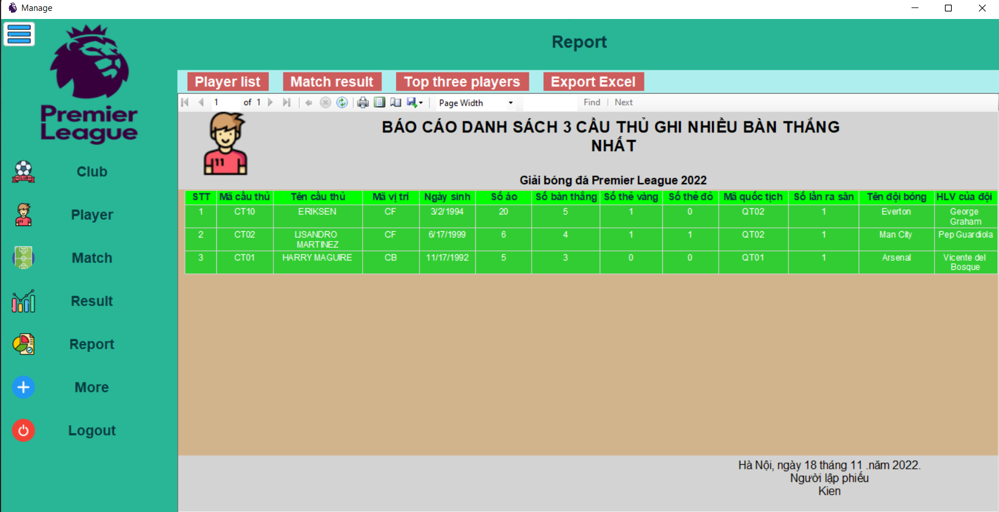 Manage
Report
Premier
League
Player list
Match result
Top three players
Export Excel
1 of 1
Page Width
Find | Next
BÁO CÁO DANH SÁCH 3 CẦU THỦ GHI NHIỀU BÀN THẮNG
NHẤT
Giải bóng đá Premier League 2022
STT Mã cầu thủ Tên cầu thủ Mã vị trí Ngày sinh Số áo Số bàn thắng Số thẻ vàng Số thẻ đỏ Mã quốc tịch Số lần ra sân Tên đội bóng HLV của đội
1 CT10 ERIKSEN CF 3/2/1994 20 5 1 0 QT02 1 Everton George
Graham
2 CT02 LISANDRO CF 6/17/1999 6 4 1 1 QT02 1 Man City Pep Guardiola
MARTINEZ
3 CT01 HARRY MAGUIRE CB 11/17/1992 5 3 0 0 QT01 1 Arsenal Vicente del
Bosque
Club
CLUB
Player
Match
Result
Report
More
Logout
11
Hà Nội, ngày 18 tháng 11 .năm 2022.
Người lập phiếu
Kien